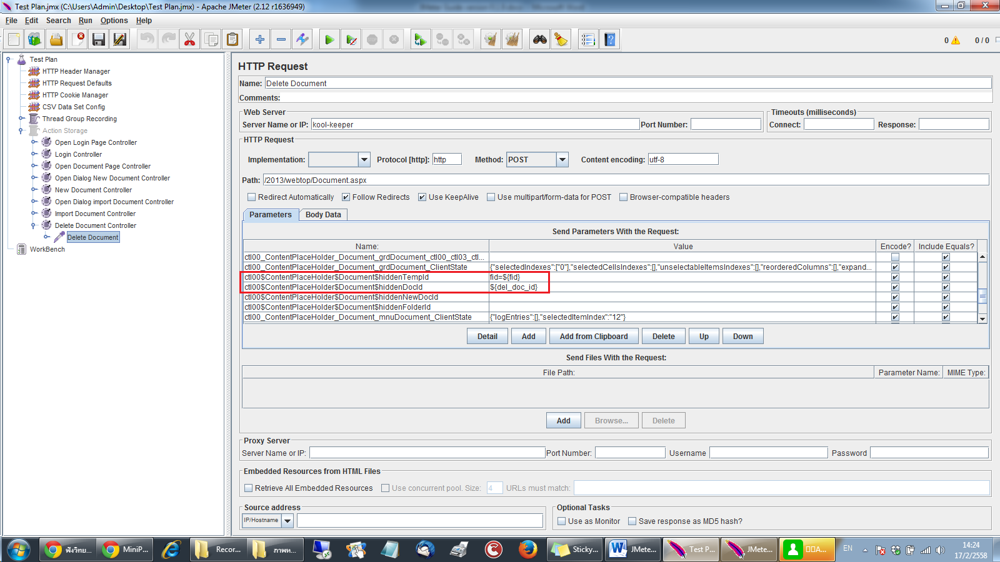 Test Plan.jmx (C:\Users\Admin\Desktop\Test Plan.jmx) - Apache JMeter (2.12 r1636949)
File Edit Search Run Options Help
0 0 / 0
Test Plan
HTTP Header Manager
HTTP Request Defaults
HTTP Cookie Manager
CSV Data Set Config
Thread Group Recording
Action Storage
Open Login Page Controller
Login Controller
Open Document Page Controller
Open Dialog New Document Controller
New Document Controller
Open Dialog import Document Controller
Import Document Controller
Delete Document Controller
Delete Document
WorkBench
HTTP Request
Name: Delete Document
Comments:
Web Server
Server Name or IP: kool-keeper Port Number:
Timeouts (milliseconds)
Connect: Response:
HTTP Request
Implementation: Protocol [http]: http Method: POST Content encoding: utf-8
Path: /2013/webtop/Document.aspx
Redirect Automatically Follow Redirects Use KeepAlive Use multipart/form-data for POST Browser-compatible headers
Parameters Body Data
Send Parameters With the Request:
Name: Value Encode? Include Equals?
ctl00_ContentPlaceHolder_Document_grdDocument_ctl00_ctl03_ctl...
ctl00_ContentPlaceHolder_Document_grdDocument_ClientState {"selectedIndexes":["0"],"selectedCellsIndexes":[],"unselectableItemsIndexes":[],"reorderedColumns":[],"expand...
ctl00$ContentPlaceHolder$Document$hiddenTempId fid=${fid}
ctl00$ContentPlaceHolder$Document$hiddenDocId ${del_doc_id}
ctl00$ContentPlaceHolder$Document$hiddenNewDocId
ctl00$ContentPlaceHolder$Document$hiddenFolderId
ctl00_ContentPlaceHolder_Document_mnuDocument_ClientState {"logEntries":[],"selectedItemIndex":"12"}
Detail Add Add from Clipboard Delete Up Down
Send Files With the Request:
File Path: Parameter Name: MIME Type:
Add Browse... Delete
Proxy Server
Server Name or IP: Port Number: Username Password
Embedded Resources from HTML Files
Retrieve All Embedded Resources Use concurrent pool. Size: 4 URLs must match:
Source address
IP/Hostname
Optional Tasks
Use as Monitor Save response as MD5 hash?
ฟังวิทย... MiniP... Recor... ภาพห... Sticky... JMete... Test P... JMete... A... EN
14:24
17/2/2558